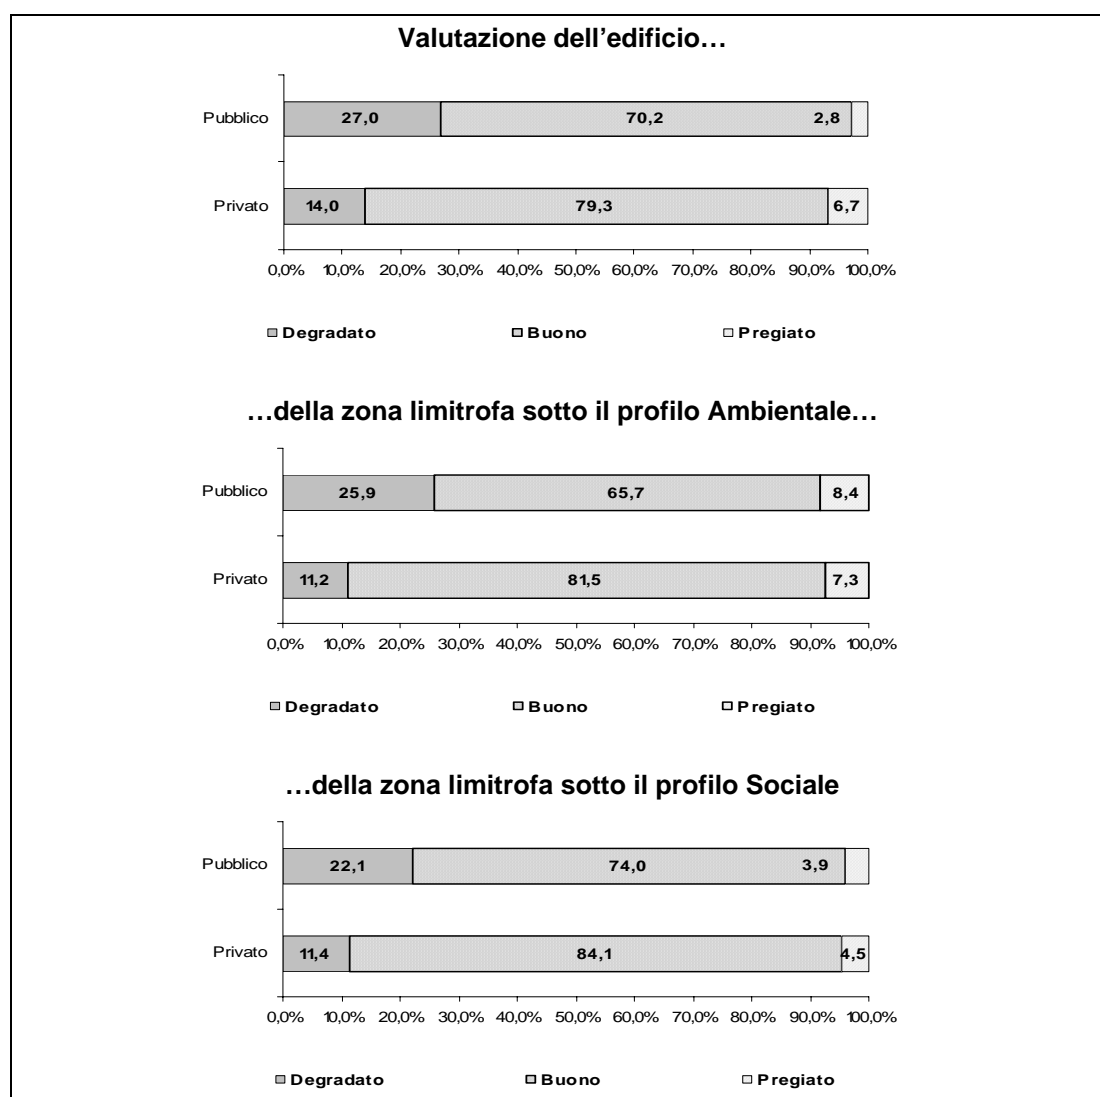 Valutazione dell’edificio…
Pubblico 27,0 70,2 2,8
Privato 14,0 79,3 6,7
0,0% 10,0% 20,0% 30,0% 40,0% 50,0% 60,0% 70,0% 80,0% 90,0% 100,0%
Degradato Buono Pregiato
…della zona limitrofa sotto il profilo Ambientale…
Pubblico 25,9 65,7 8,4
Privato 11,2 81,5 7,3
0,0% 10,0% 20,0% 30,0% 40,0% 50,0% 60,0% 70,0% 80,0% 90,0% 100,0%
Degradato Buono Pregiato
…della zona limitrofa sotto il profilo Sociale
Pubblico 22,1 74,0 3,9
Privato 11,4 84,1 4,5
0,0% 10,0% 20,0% 30,0% 40,0% 50,0% 60,0% 70,0% 80,0% 90,0% 100,0%
Degradato Buono Pregiato